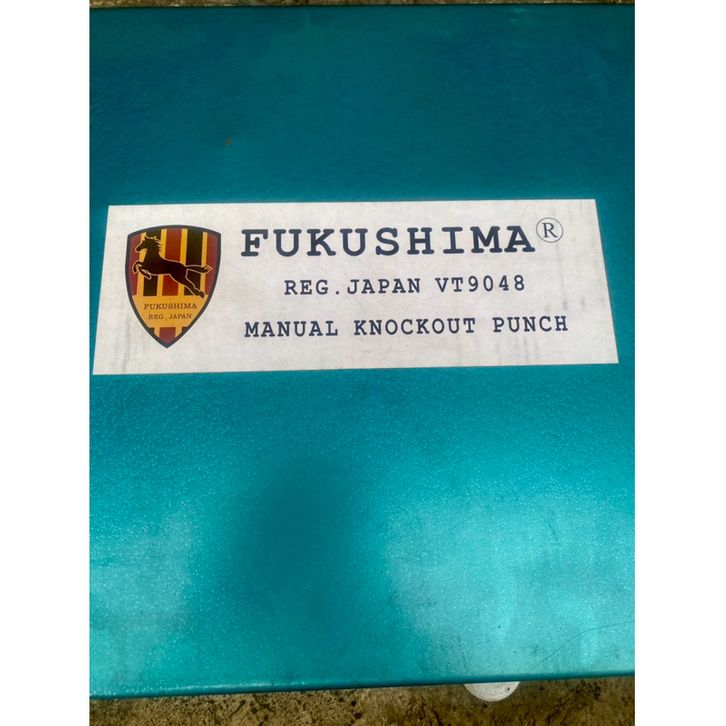 FUKUSHIMA®
REG.JAPAN VT9048
MANUAL KNOCKOUT PUNCH
FUKUSHIMA
REG. JAPAN